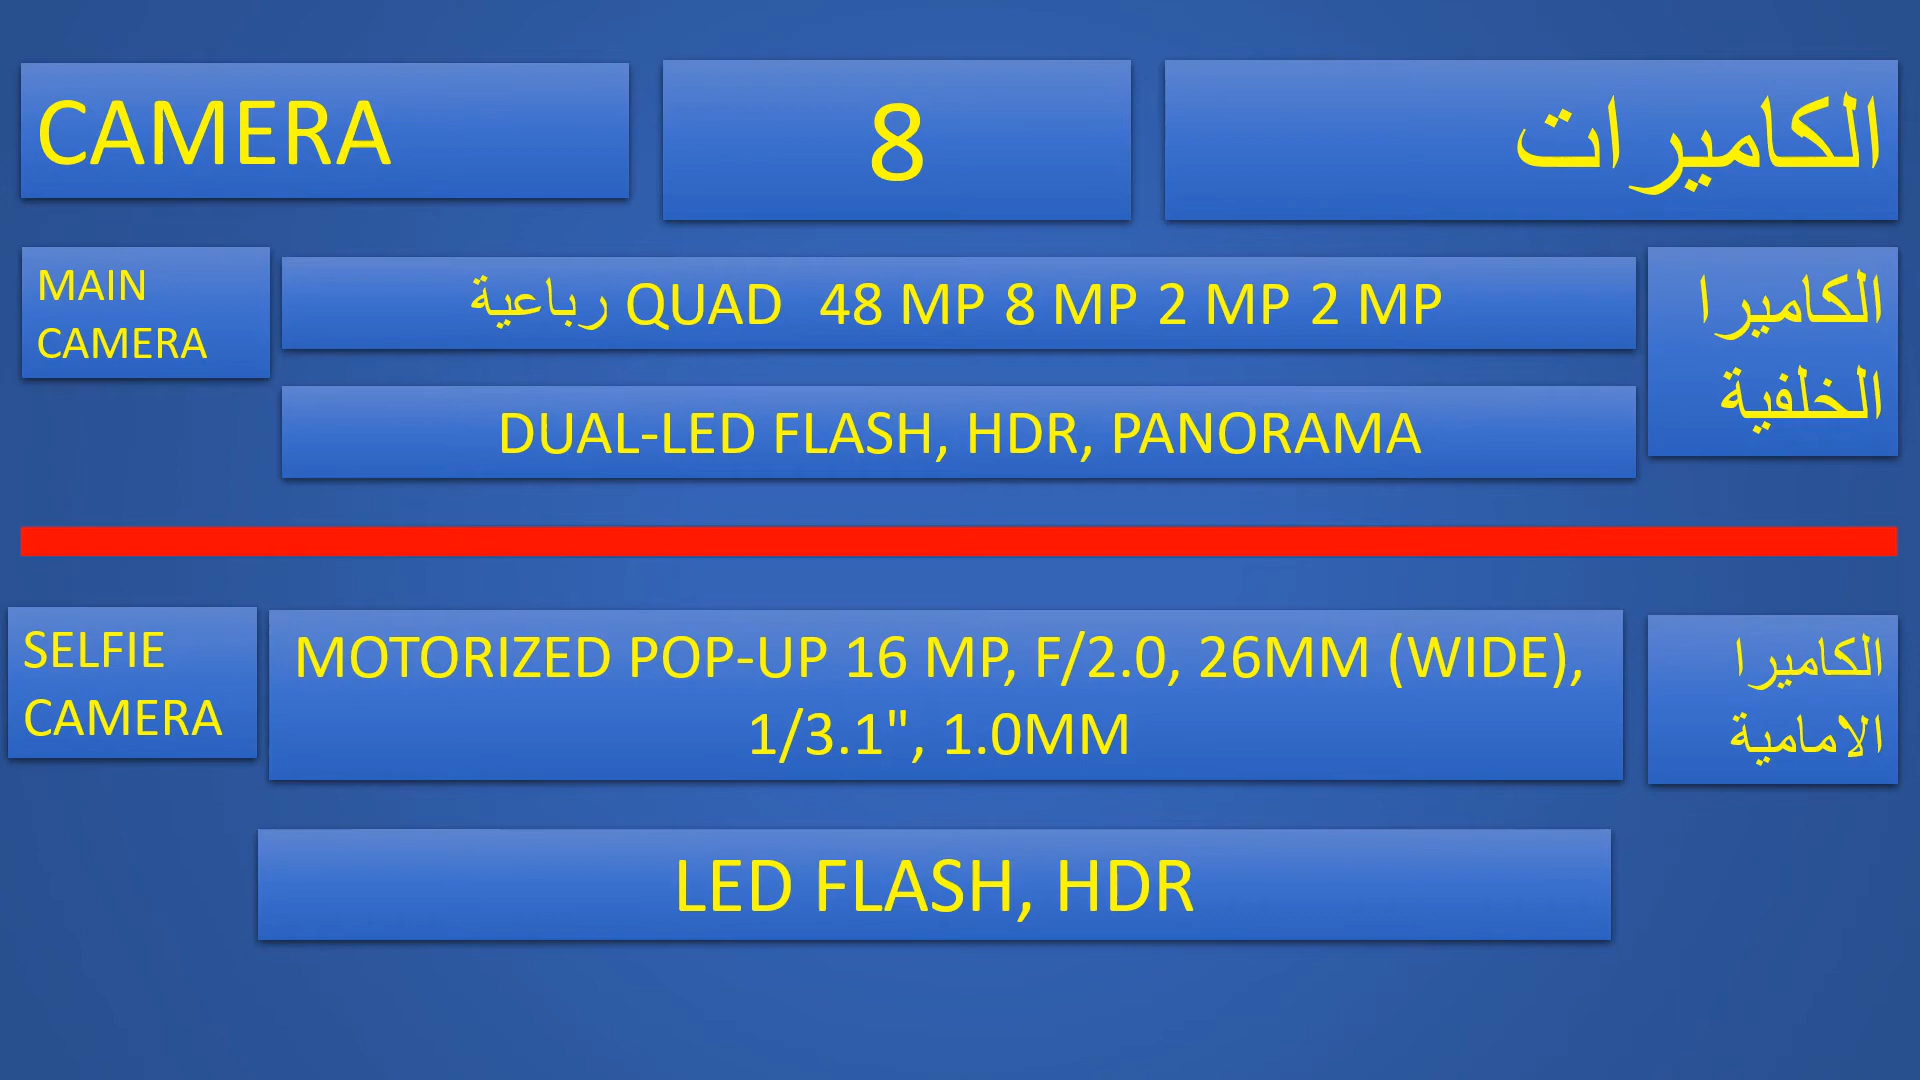 CAMERA
8
الكاميرات
MAIN
CAMERA
رباعية QUAD 48 MP 8 MP 2 MP 2 MP
الكاميرا
الخلفية
DUAL-LED FLASH, HDR, PANORAMA
SELFIE
CAMERA
MOTORIZED POP-UP 16 MP, F/2.0, 26MM (WIDE),
1/3.1", 1.0MM
الكاميرا
الامامية
LED FLASH, HDR